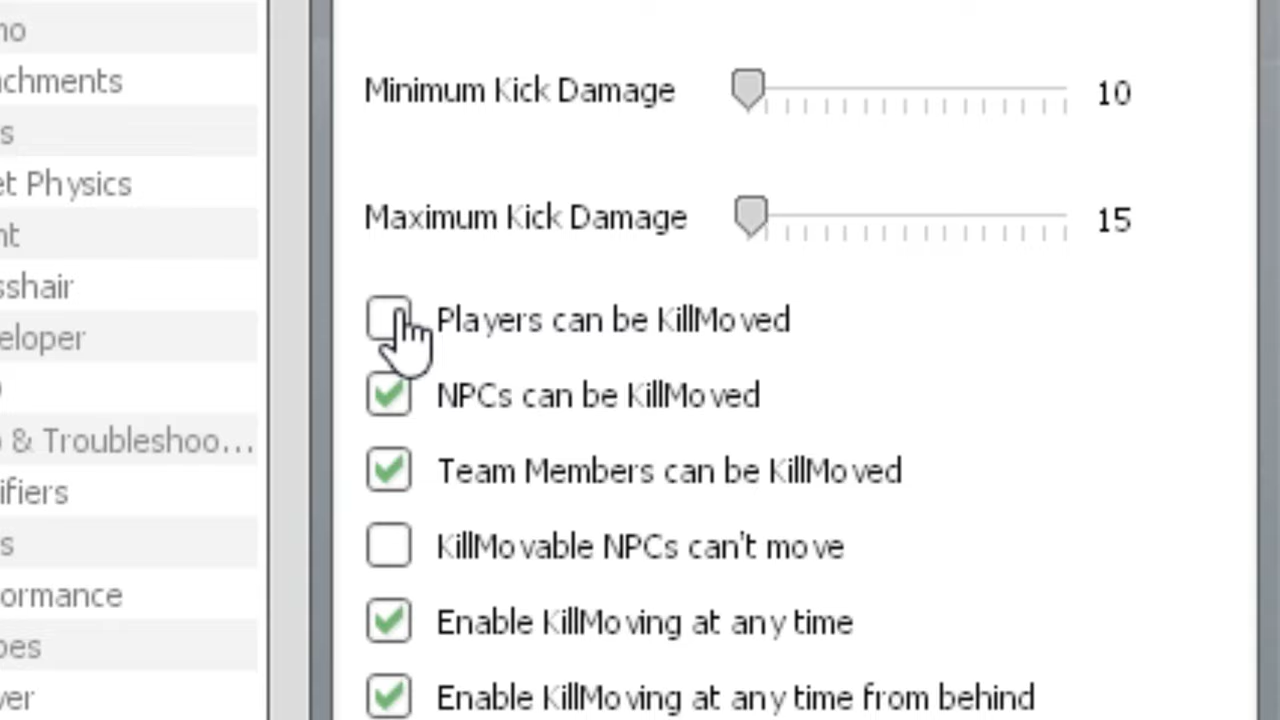 no
achments
s
et Physics
nt
sshair
eloper
& Troubleshoo...
ifiers
s
ormance
pes
yer
Minimum Kick Damage 10
Maximum Kick Damage 15
Players can be KillMoved
NPCs can be KillMoved
Team Members can be KillMoved
KillMovable NPCs can't move
Enable KillMoving at any time
Enable KillMoving at any time from behind